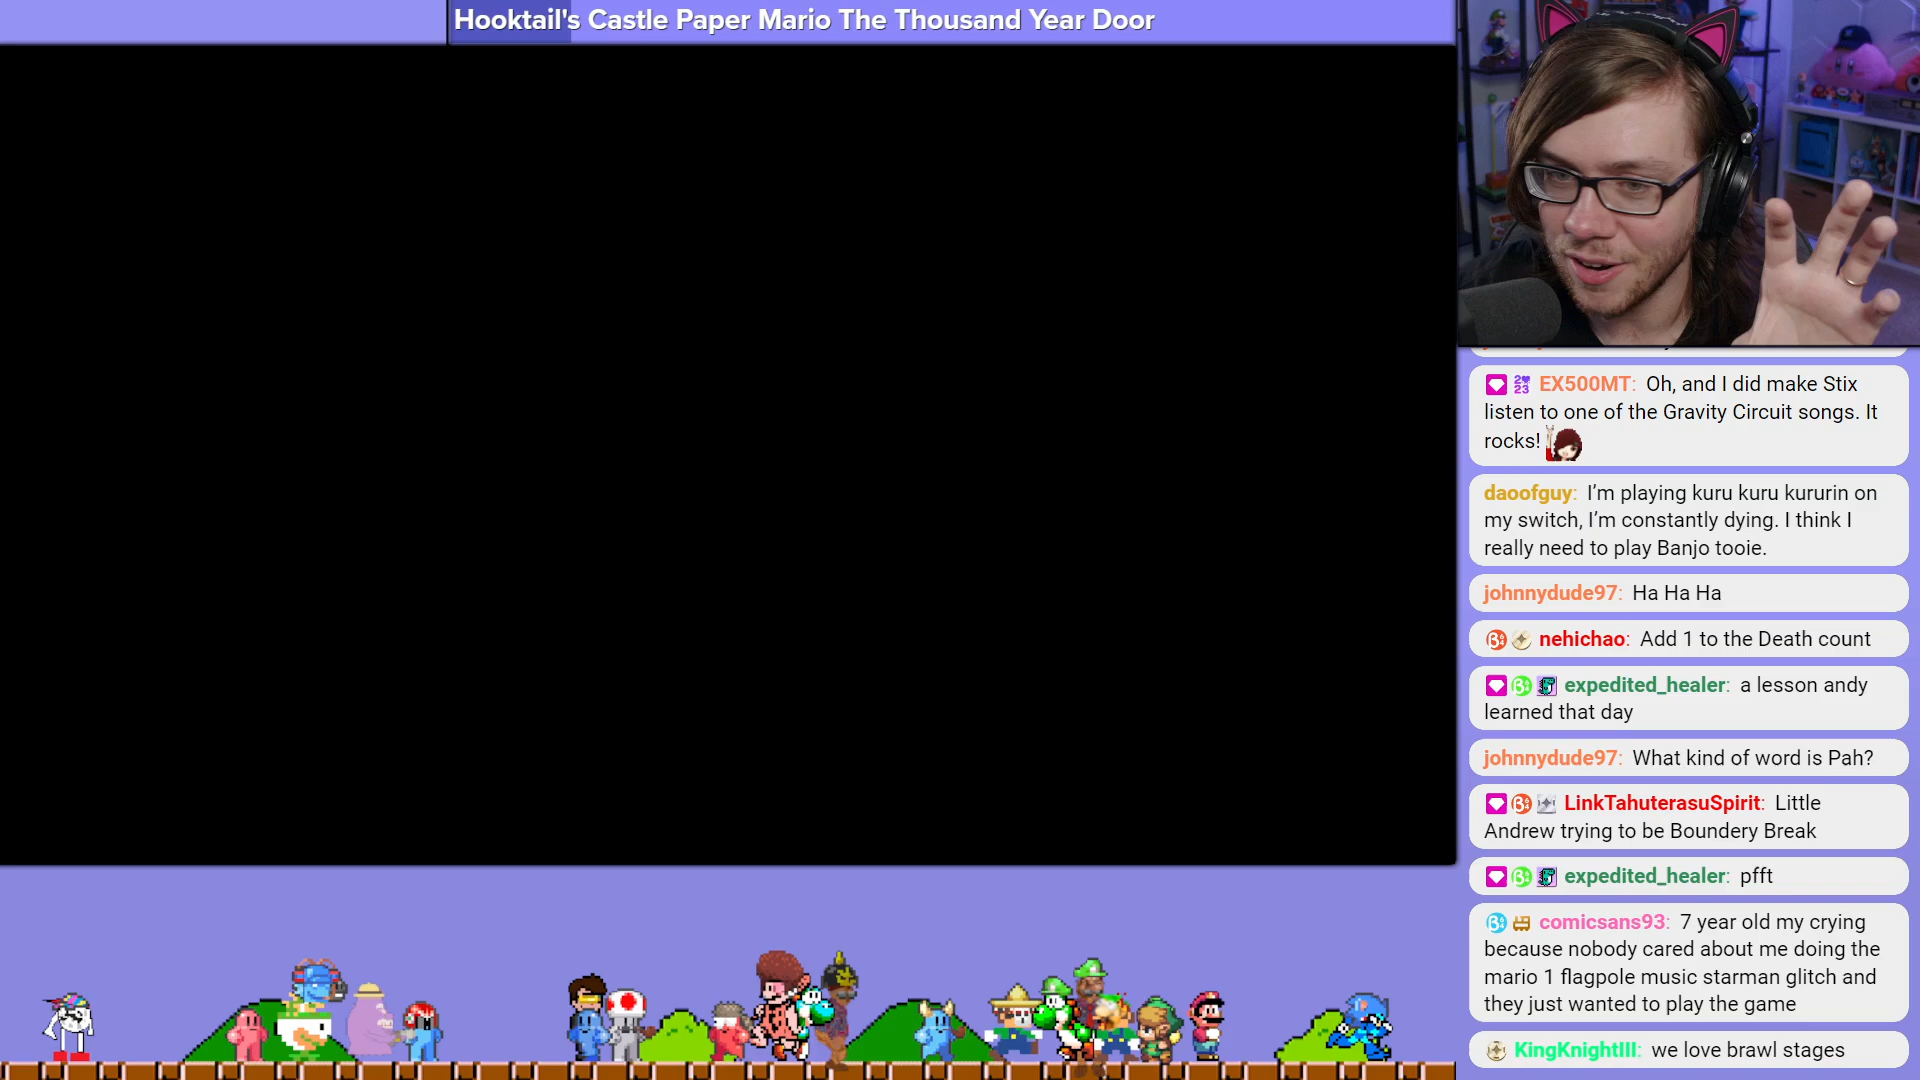 Hooktail's Castle Paper Mario The Thousand Year Door
EX500MT: Oh, and I did make Stix
listen to one of the Gravity Circuit songs. It
rocks!
daoofguy: I’m playing kuru kuru kururin on
my switch, I’m constantly dying. I think I
really need to play Banjo tooie.
johnnydude97: Ha Ha Ha
nehichao: Add 1 to the Death count
expedited_healer: a lesson andy
learned that day
johnnydude97: What kind of word is Pah?
LinkTahuterasuSpirit: Little
Andrew trying to be Boundery Break
expedited_healer: pfft
comicsans93: 7 year old my crying
because nobody cared about me doing the
mario 1 flagpole music starman glitch and
they just wanted to play the game
KingKnightIII: we love brawl stages